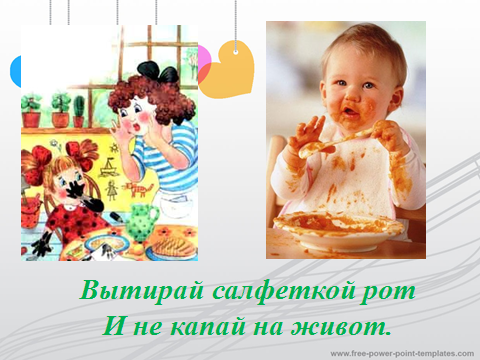 Вытирай салфеткой рот
И не капай на живот.
www.free-power-point-templates.com